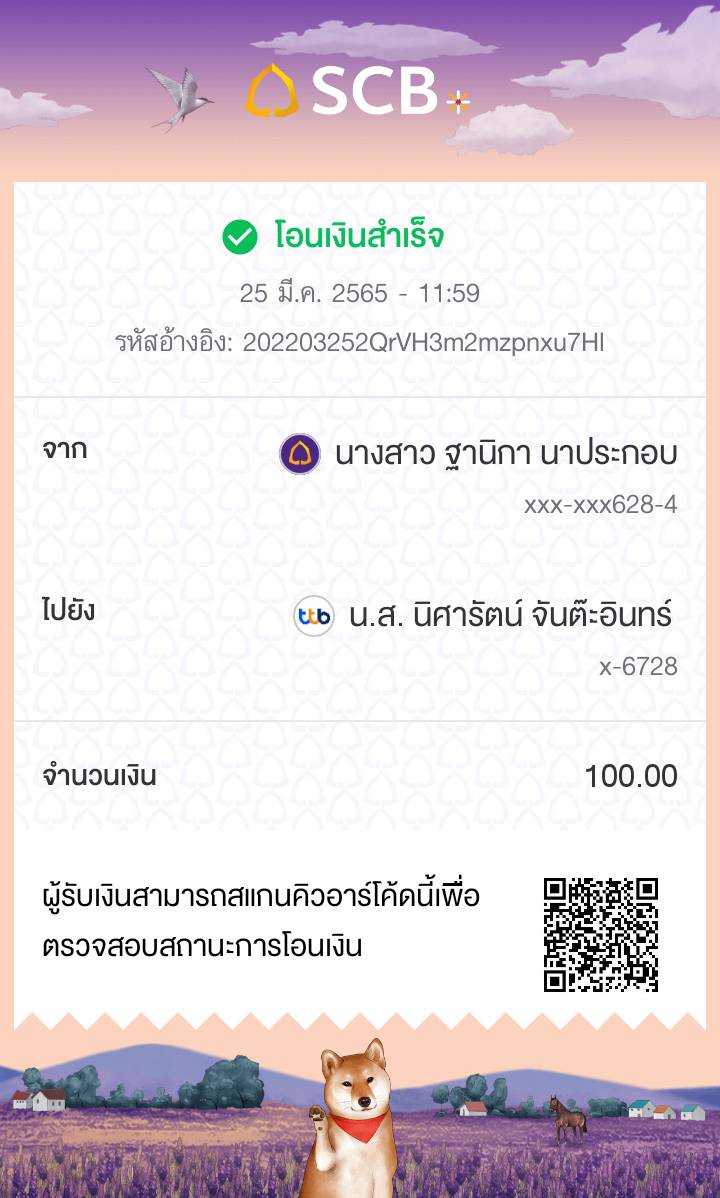 SCB
โอนเงินสำเร็จ
25 มี.ค. 2565 - 11:59
รหัสอ้างอิง: 202203252QrVH3m2mzpnxu7HI
จาก นางสาว ฐานิกา นาประกอบ
xxx-xxx628-4
ไปยัง ttb น.ส. นิศารัตน์ จันต๊ะอินทร์
x-6728
จำนวนเงิน 100.00
ผู้รับเงินสามารถสแกนคิวอาร์โค้ดนี้เพื่อ
ตรวจสอบสถานะการโอนเงิน